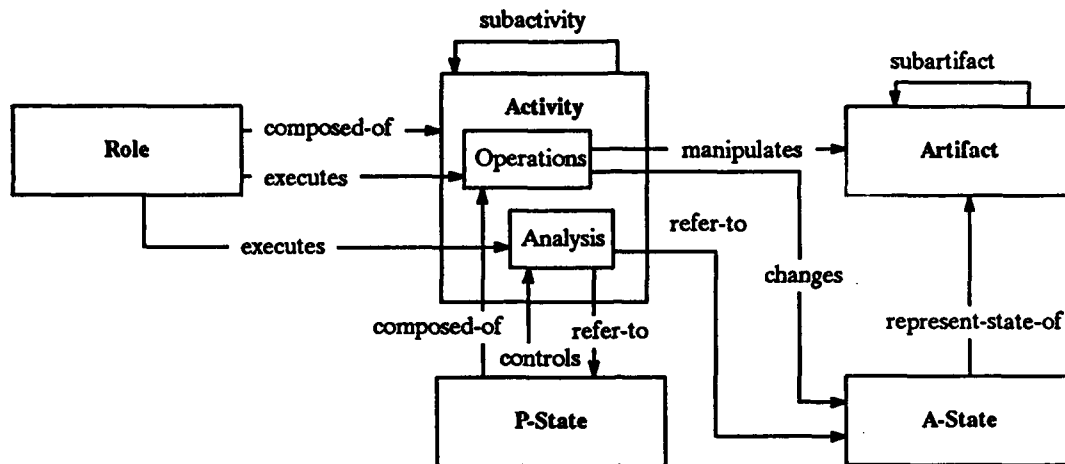 subactivity
subartifact
Activity
composed-of
Role
Operations
manipulates
Artifact
executes
refer-to
executes
Analysis
changes
composed-of
refer-to
represent-state-of
controls
P-State
A-State